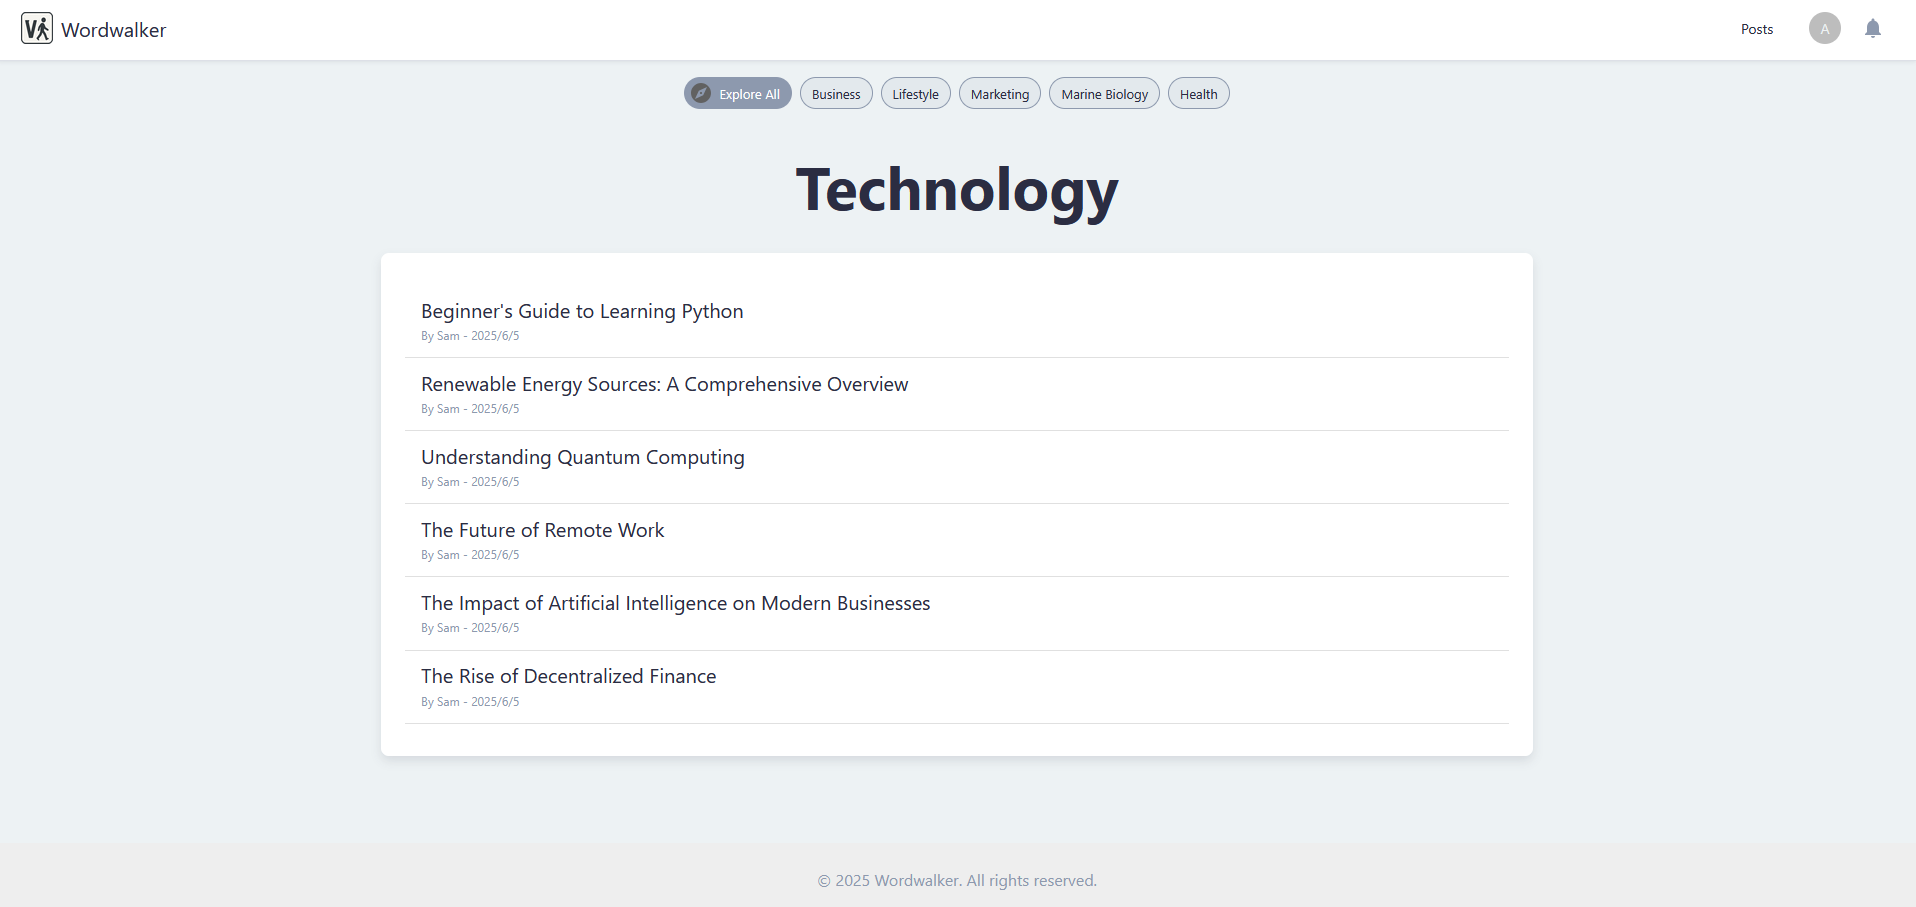 Wordwalker
Posts
A
Explore All
Business
Lifestyle
Marketing
Marine Biology
Health
Technology
Beginner's Guide to Learning Python
By Sam - 2025/6/5
Renewable Energy Sources: A Comprehensive Overview
By Sam - 2025/6/5
Understanding Quantum Computing
By Sam - 2025/6/5
The Future of Remote Work
By Sam - 2025/6/5
The Impact of Artificial Intelligence on Modern Businesses
By Sam - 2025/6/5
The Rise of Decentralized Finance
By Sam - 2025/6/5
© 2025 Wordwalker. All rights reserved.